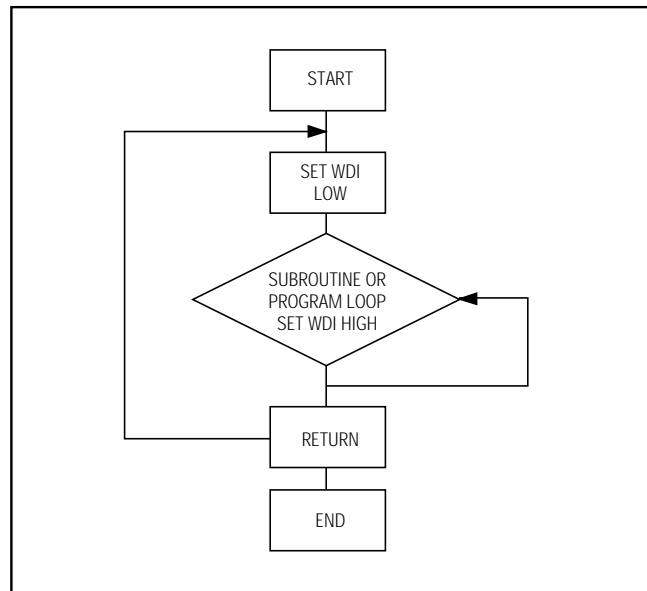 START
SET WDI
LOW
SUBROUTINE OR
PROGRAM LOOP
SET WDI HIGH
RETURN
END